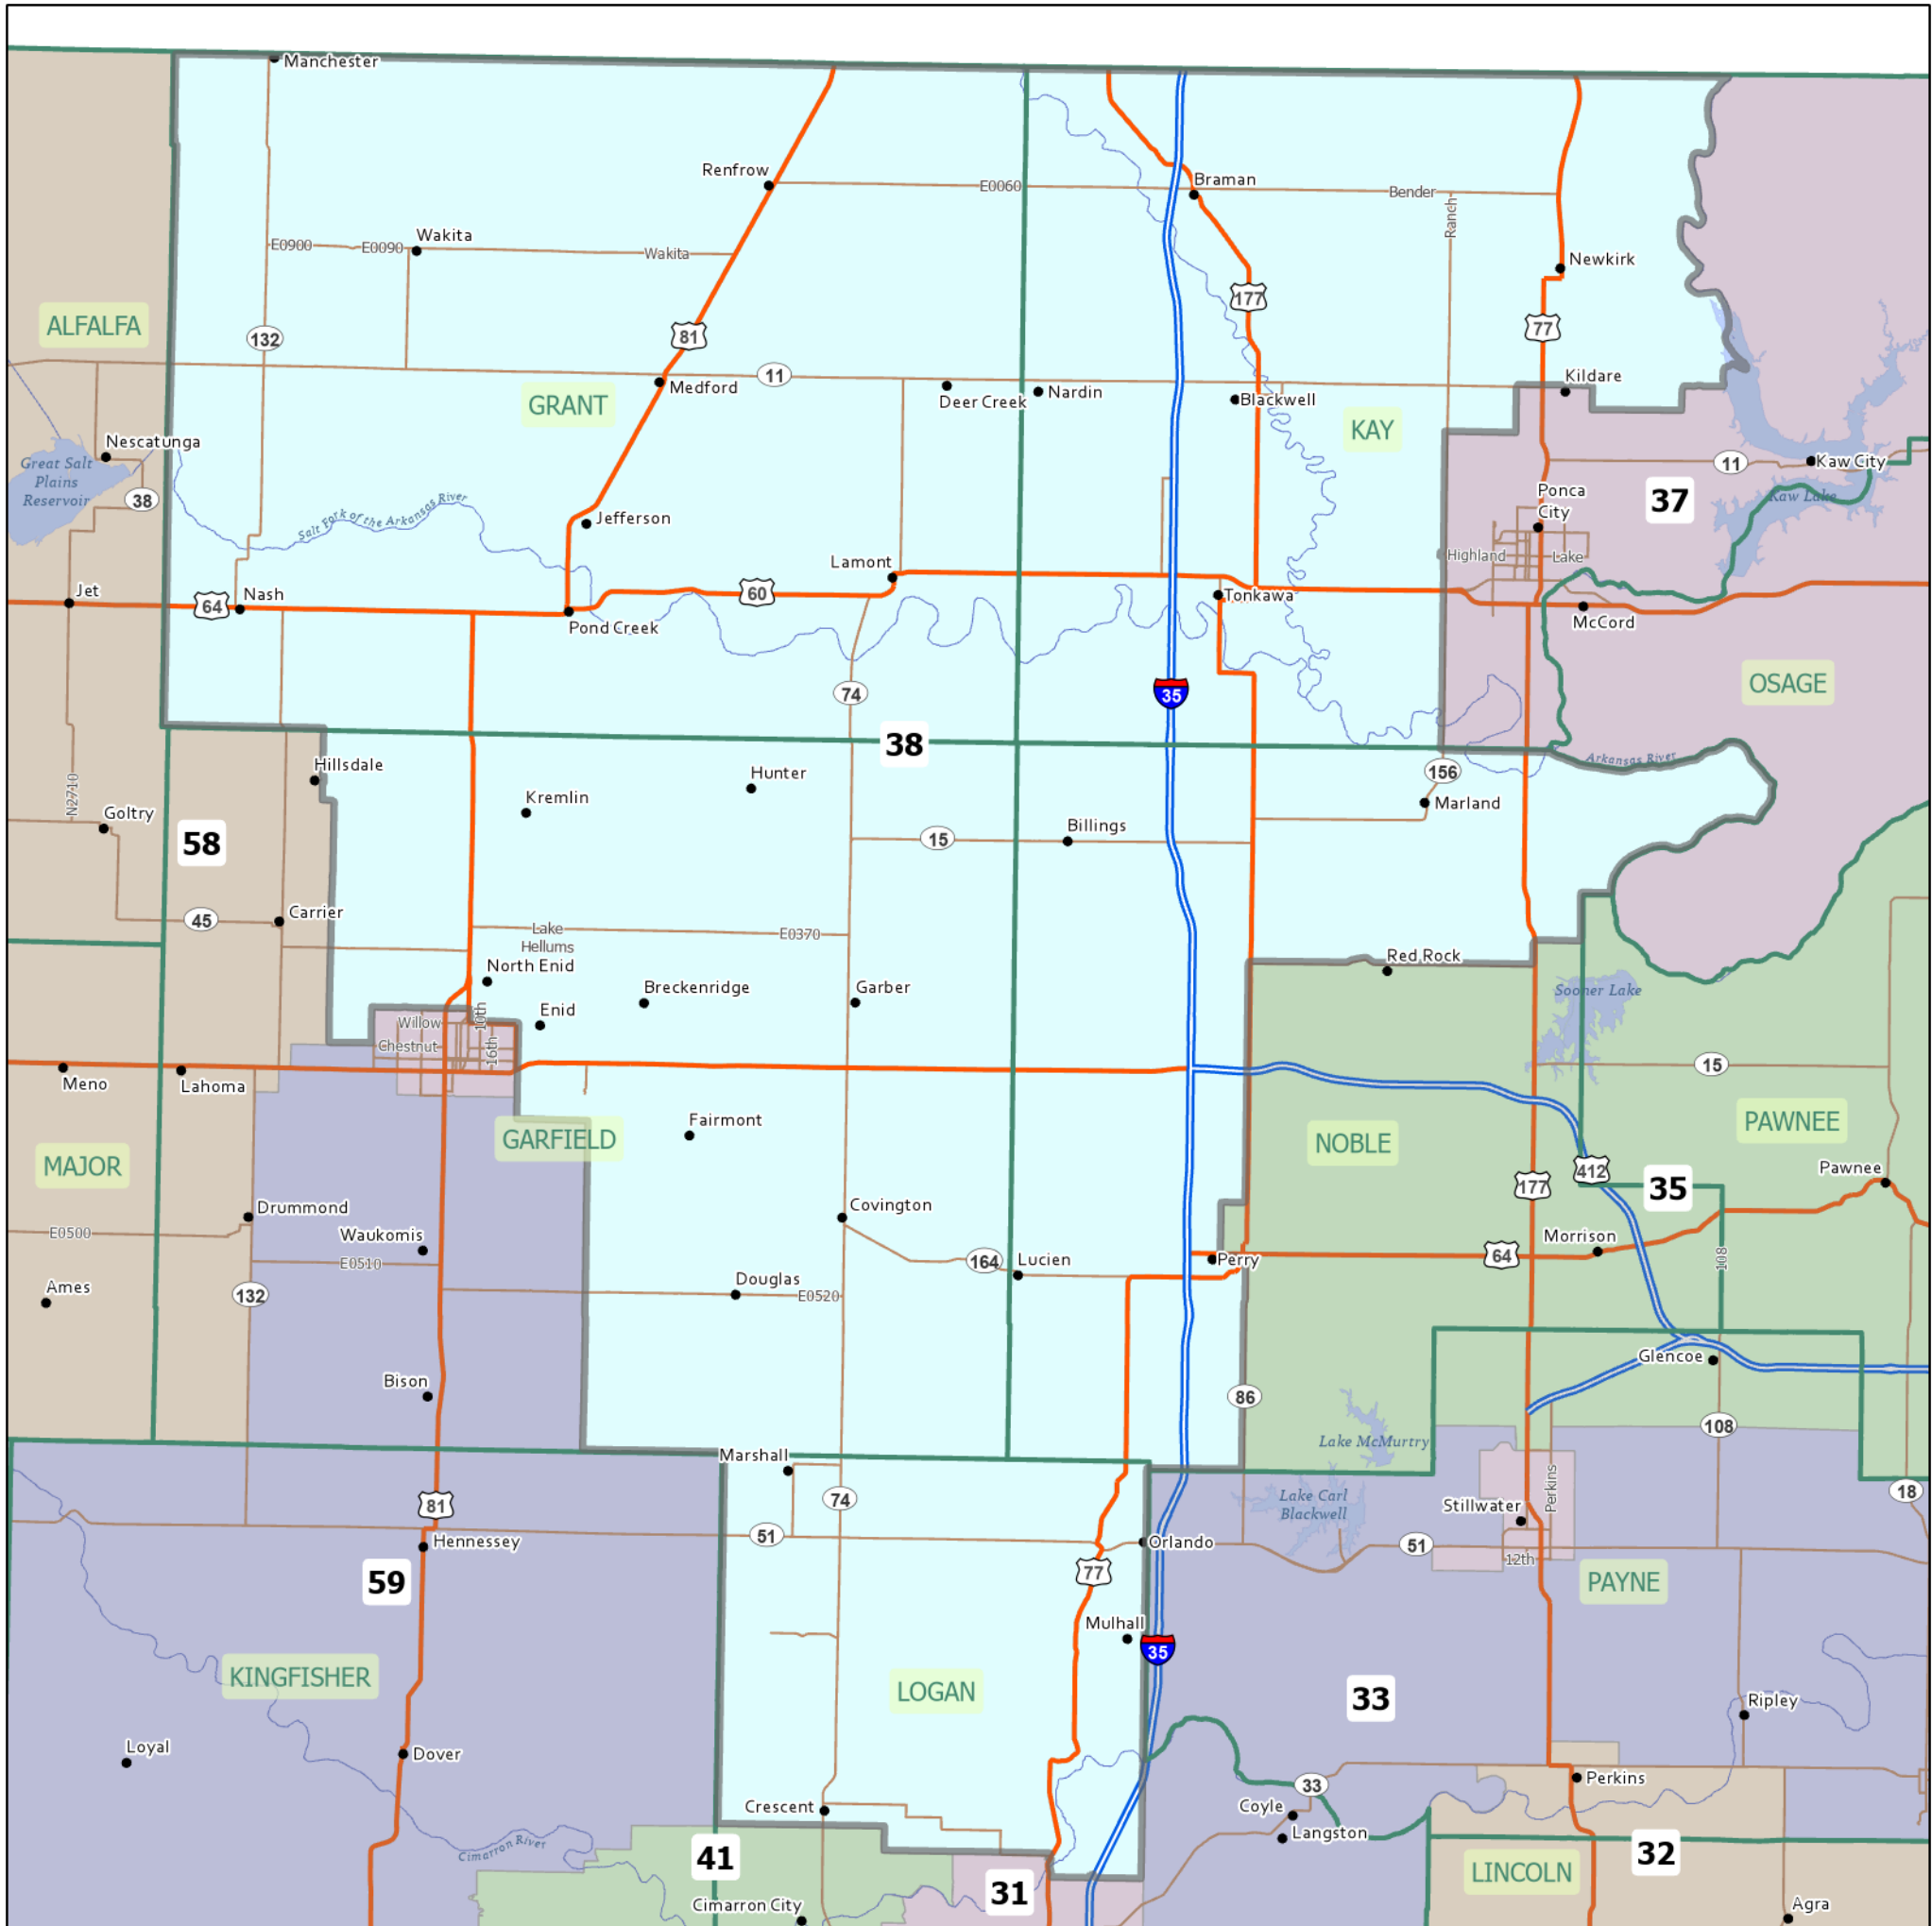 Manchester
Renfrow
E0060
Braman
Bender
Ranch
E0900
E0090
Wakita
Wakita
Newkirk
177
ALFALFA
132
81
77
11
Medford
Kildare
Deer Creek
Nardin
Blackwell
GRANT
KAY
Nescatunga
Great Salt
Plains
Reservoir
38
11
Kaw City
Kaw Lake
37
Ponca
City
Salt Fork of the Arkansas River
Jefferson
Highland
Lake
Lamont
Jet
64
Nash
60
Tonkawa
Pond Creek
McCord
74
35
OSAGE
38
Hillsdale
Hunter
156
Arkansas River
N2710
Kremlin
Marland
Goltry
58
15
Billings
45
Carrier
Lake
Hellums
E0370
North Enid
Red Rock
Breckenridge
Garber
Sooner Lake
Enid
Willow
10th
Chestnut
16th
15
Meno
Lahoma
Fairmont
GARFIELD
NOBLE
PAWNEE
MAJOR
412
Pawnee
177
35
Drummond
Covington
Waukomis
E0500
E0510
164
Lucien
Perry
64
Morrison
108
Ames
132
Douglas
E0520
Glencoe
Bison
86
108
Marshall
Lake McMurtry
81
74
Lake Carl
Blackwell
Stillwater
Perkins
18
Hennessey
51
Orlando
51
12th
59
77
PAYNE
Mulhall
35
KINGFISHER
LOGAN
33
Ripley
Loyal
Dover
33
Perkins
Crescent
Coyle
Langston
Cimarron River
41
32
31
LINCOLN
Cimarron City
Agra